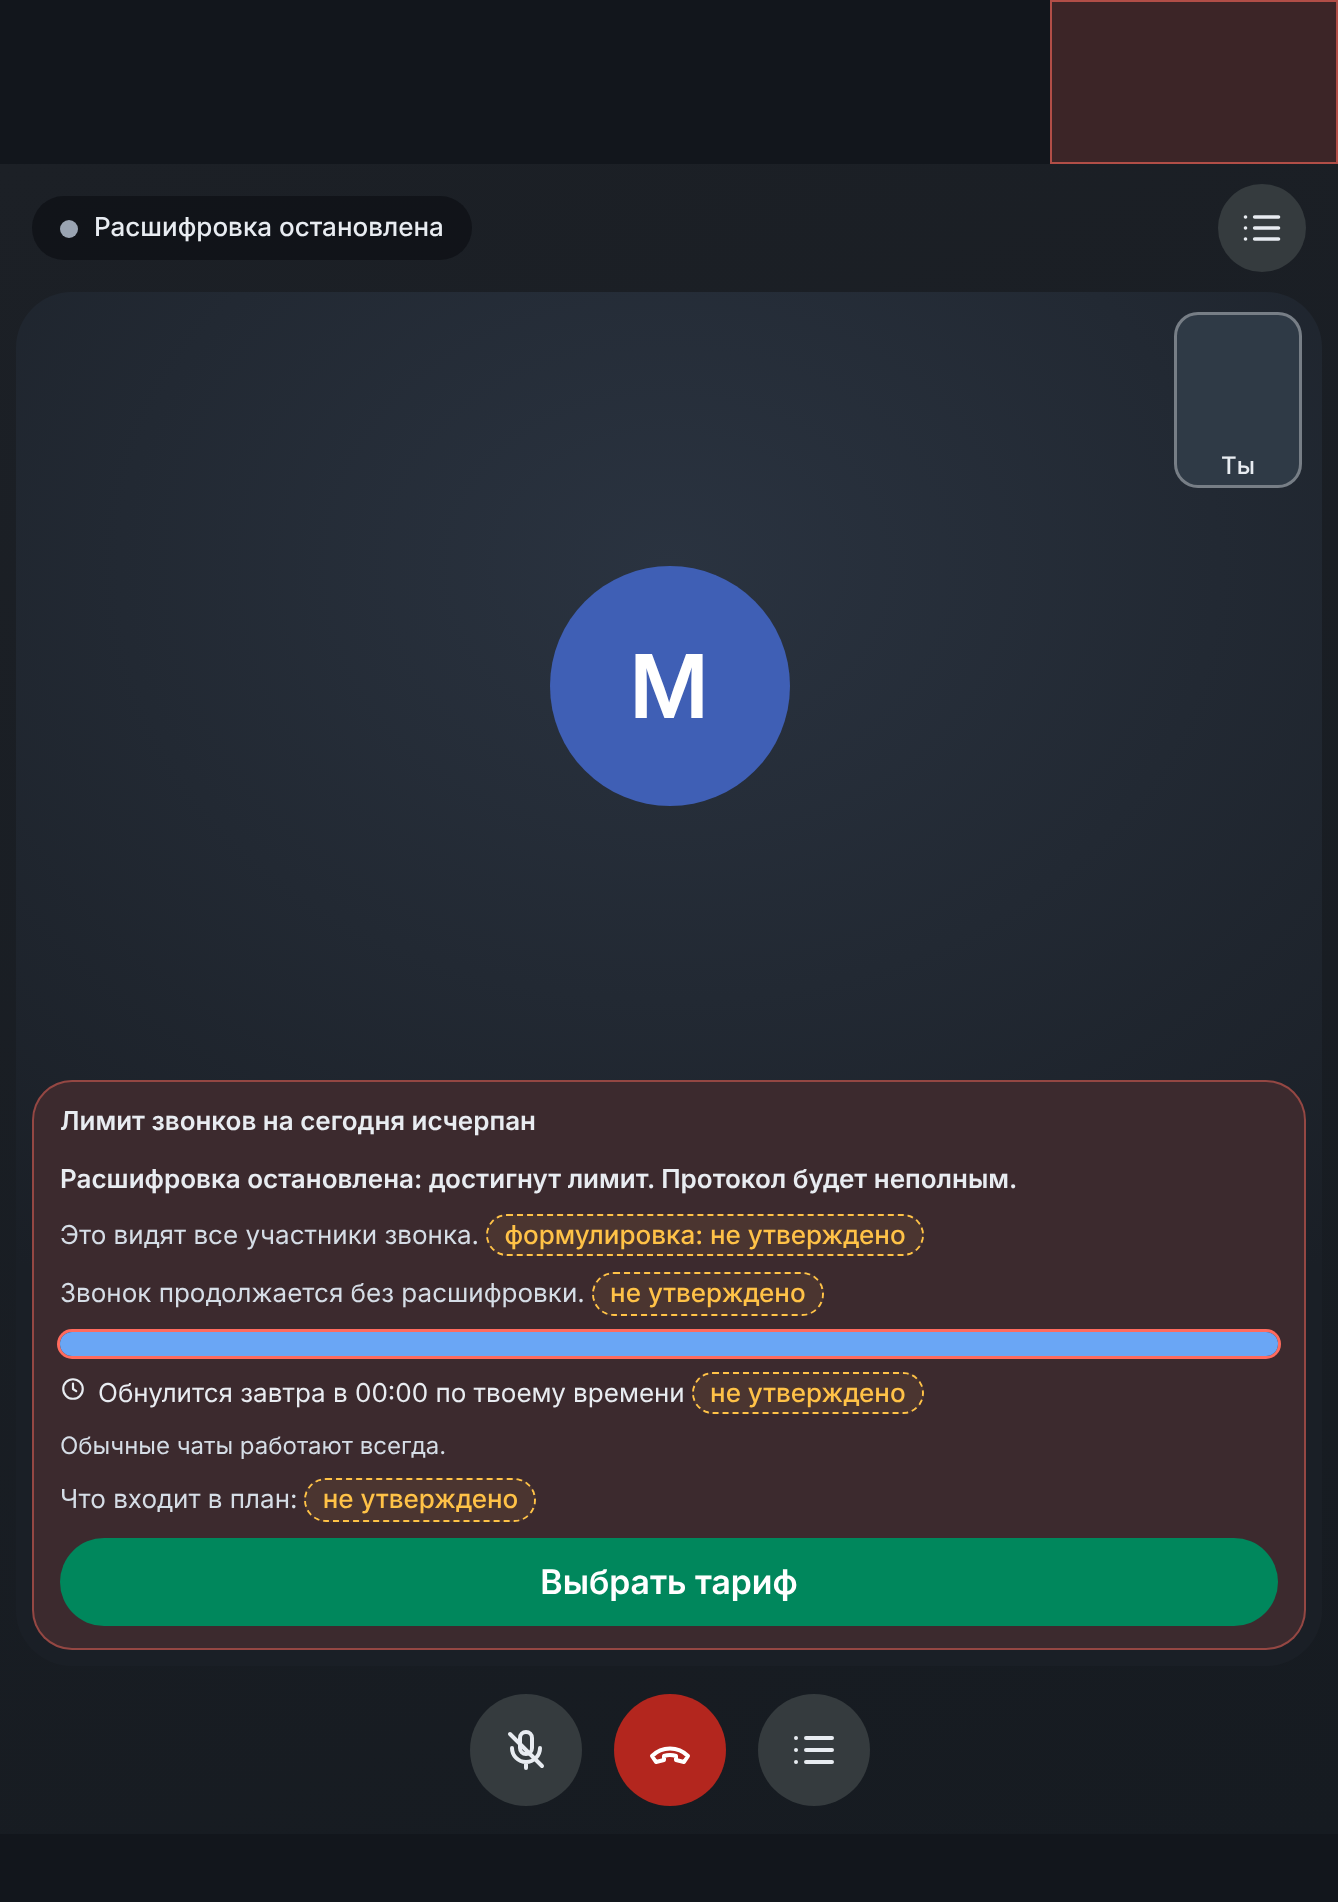 Расшифровка остановлена
Ты
М
Лимит звонков на сегодня исчерпан
Расшифровка остановлена: достигнут лимит. Протокол будет неполным.
Это видят все участники звонка. формулировка: не утверждено
Звонок продолжается без расшифровки. не утверждено
Обнулится завтра в 00:00 по твоему времени не утверждено
Обычные чаты работают всегда.
Что входит в план: не утверждено
Выбрать тариф